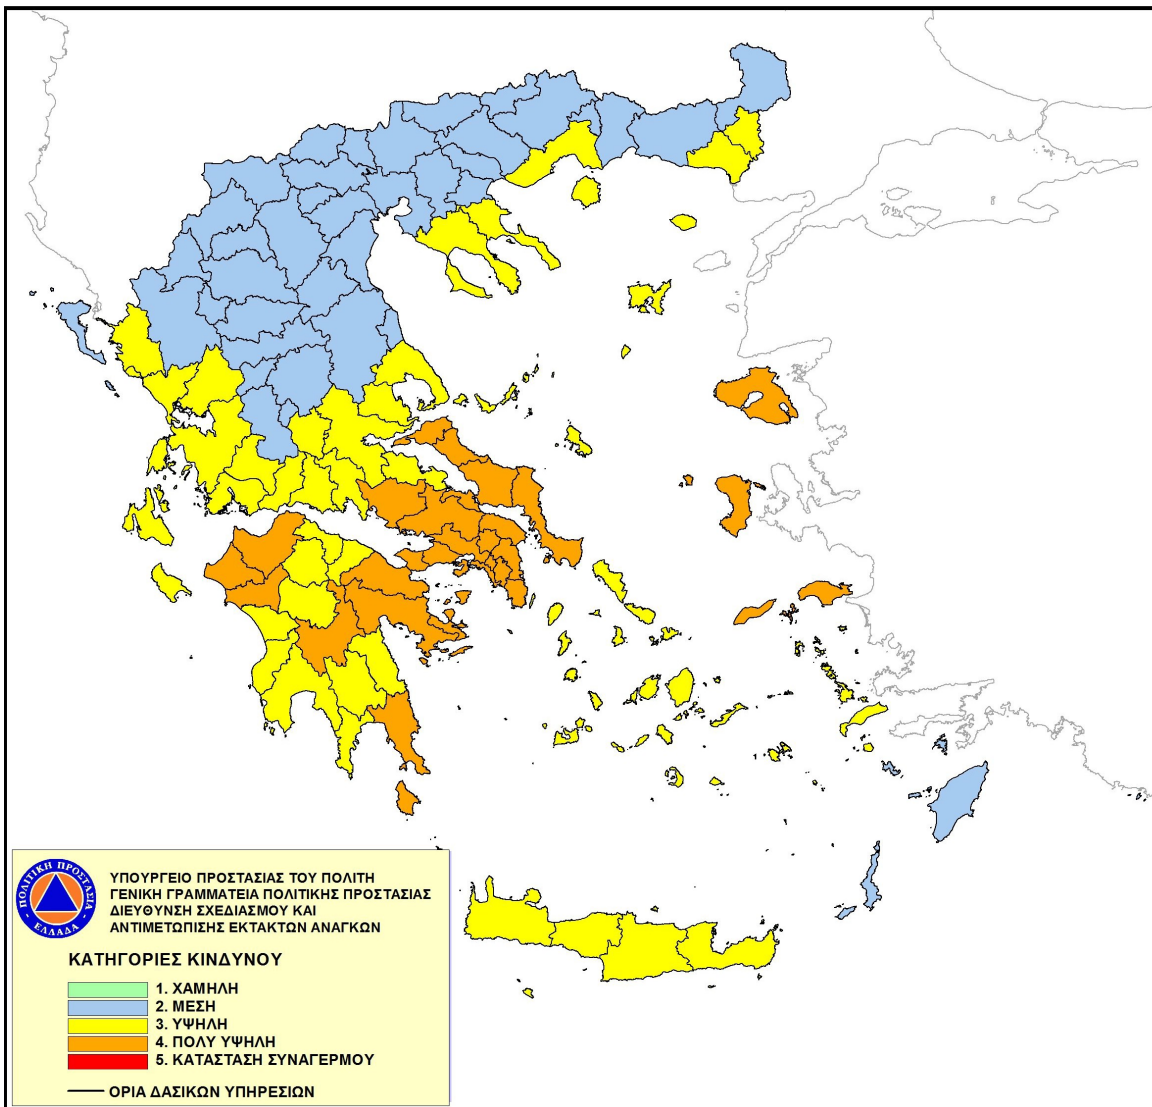 ΠΟΛΙΤΙΚΗ ΠΡΟΣΤΑΣΙΑ
- ΕΛΛΑΔΑ -
ΥΠΟΥΡΓΕΙΟ ΠΡΟΣΤΑΣΙΑΣ ΤΟΥ ΠΟΛΙΤΗ
ΓΕΝΙΚΗ ΓΡΑΜΜΑΤΕΙΑ ΠΟΛΙΤΙΚΗΣ ΠΡΟΣΤΑΣΙΑΣ
ΔΙΕΥΘΥΝΣΗ ΣΧΕΔΙΑΣΜΟΥ ΚΑΙ
ΑΝΤΙΜΕΤΩΠΙΣΗΣ ΕΚΤΑΚΤΩΝ ΑΝΑΓΚΩΝ
ΚΑΤΗΓΟΡΙΕΣ ΚΙΝΔΥΝΟΥ
1. ΧΑΜΗΛΗ
2. ΜΕΣΗ
3. ΥΨΗΛΗ
4. ΠΟΛΥ ΥΨΗΛΗ
5. ΚΑΤΑΣΤΑΣΗ ΣΥΝΑΓΕΡΜΟΥ
ΟΡΙΑ ΔΑΣΙΚΩΝ ΥΠΗΡΕΣΙΩΝ